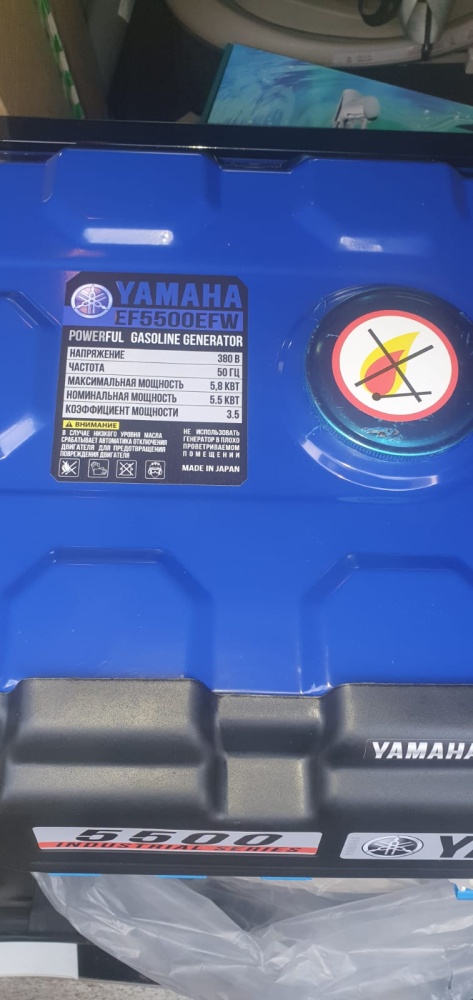 YAMAHA
EF5500EFW
POWERFUL GASOLINE GENERATOR
НАПРЯЖЕНИЕ 380 В
ЧАСТОТА 50 ГЦ
МАКСИМАЛЬНАЯ МОЩНОСТЬ 5,8 КВТ
НОМИНАЛЬНАЯ МОЩНОСТЬ 5.5 КВТ
КОЭФФИЦИЕНТ МОЩНОСТИ 3.5
ВНИМАНИЕ
В СЛУЧАЕ НИЗКОГО УРОВНЯ МАСЛА
СРАБАТЫВАЕТ АВТОМАТИКА ОТКЛЮЧЕНИЯ
ДВИГАТЕЛЯ ДЛЯ ПРЕДОТВРАЩЕНИЯ
ПОВРЕЖДЕНИЯ ДВИГАТЕЛЯ
НЕ ИСПОЛЬЗОВАТЬ
ГЕНЕРАТОР В ПЛОХО
ПРОВЕТРИВАЕМОМ
ПОМЕЩЕНИИ
MADE IN JAPAN
YAMAHA
5500
INDUSTRIAL SERIES